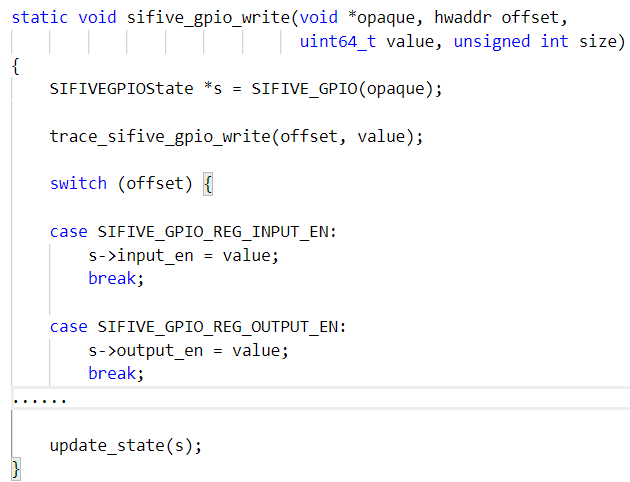 static void sifive_gpio_write(void *opaque, hwaddr offset,
                              uint64_t value, unsigned int size)
{
    SIFIVEGPIOState *s = SIFIVE_GPIO(opaque);

    trace_sifive_gpio_write(offset, value);

    switch (offset) {

    case SIFIVE_GPIO_REG_INPUT_EN:
        s->input_en = value;
        break;

    case SIFIVE_GPIO_REG_OUTPUT_EN:
        s->output_en = value;
        break;
......

    update_state(s);
}